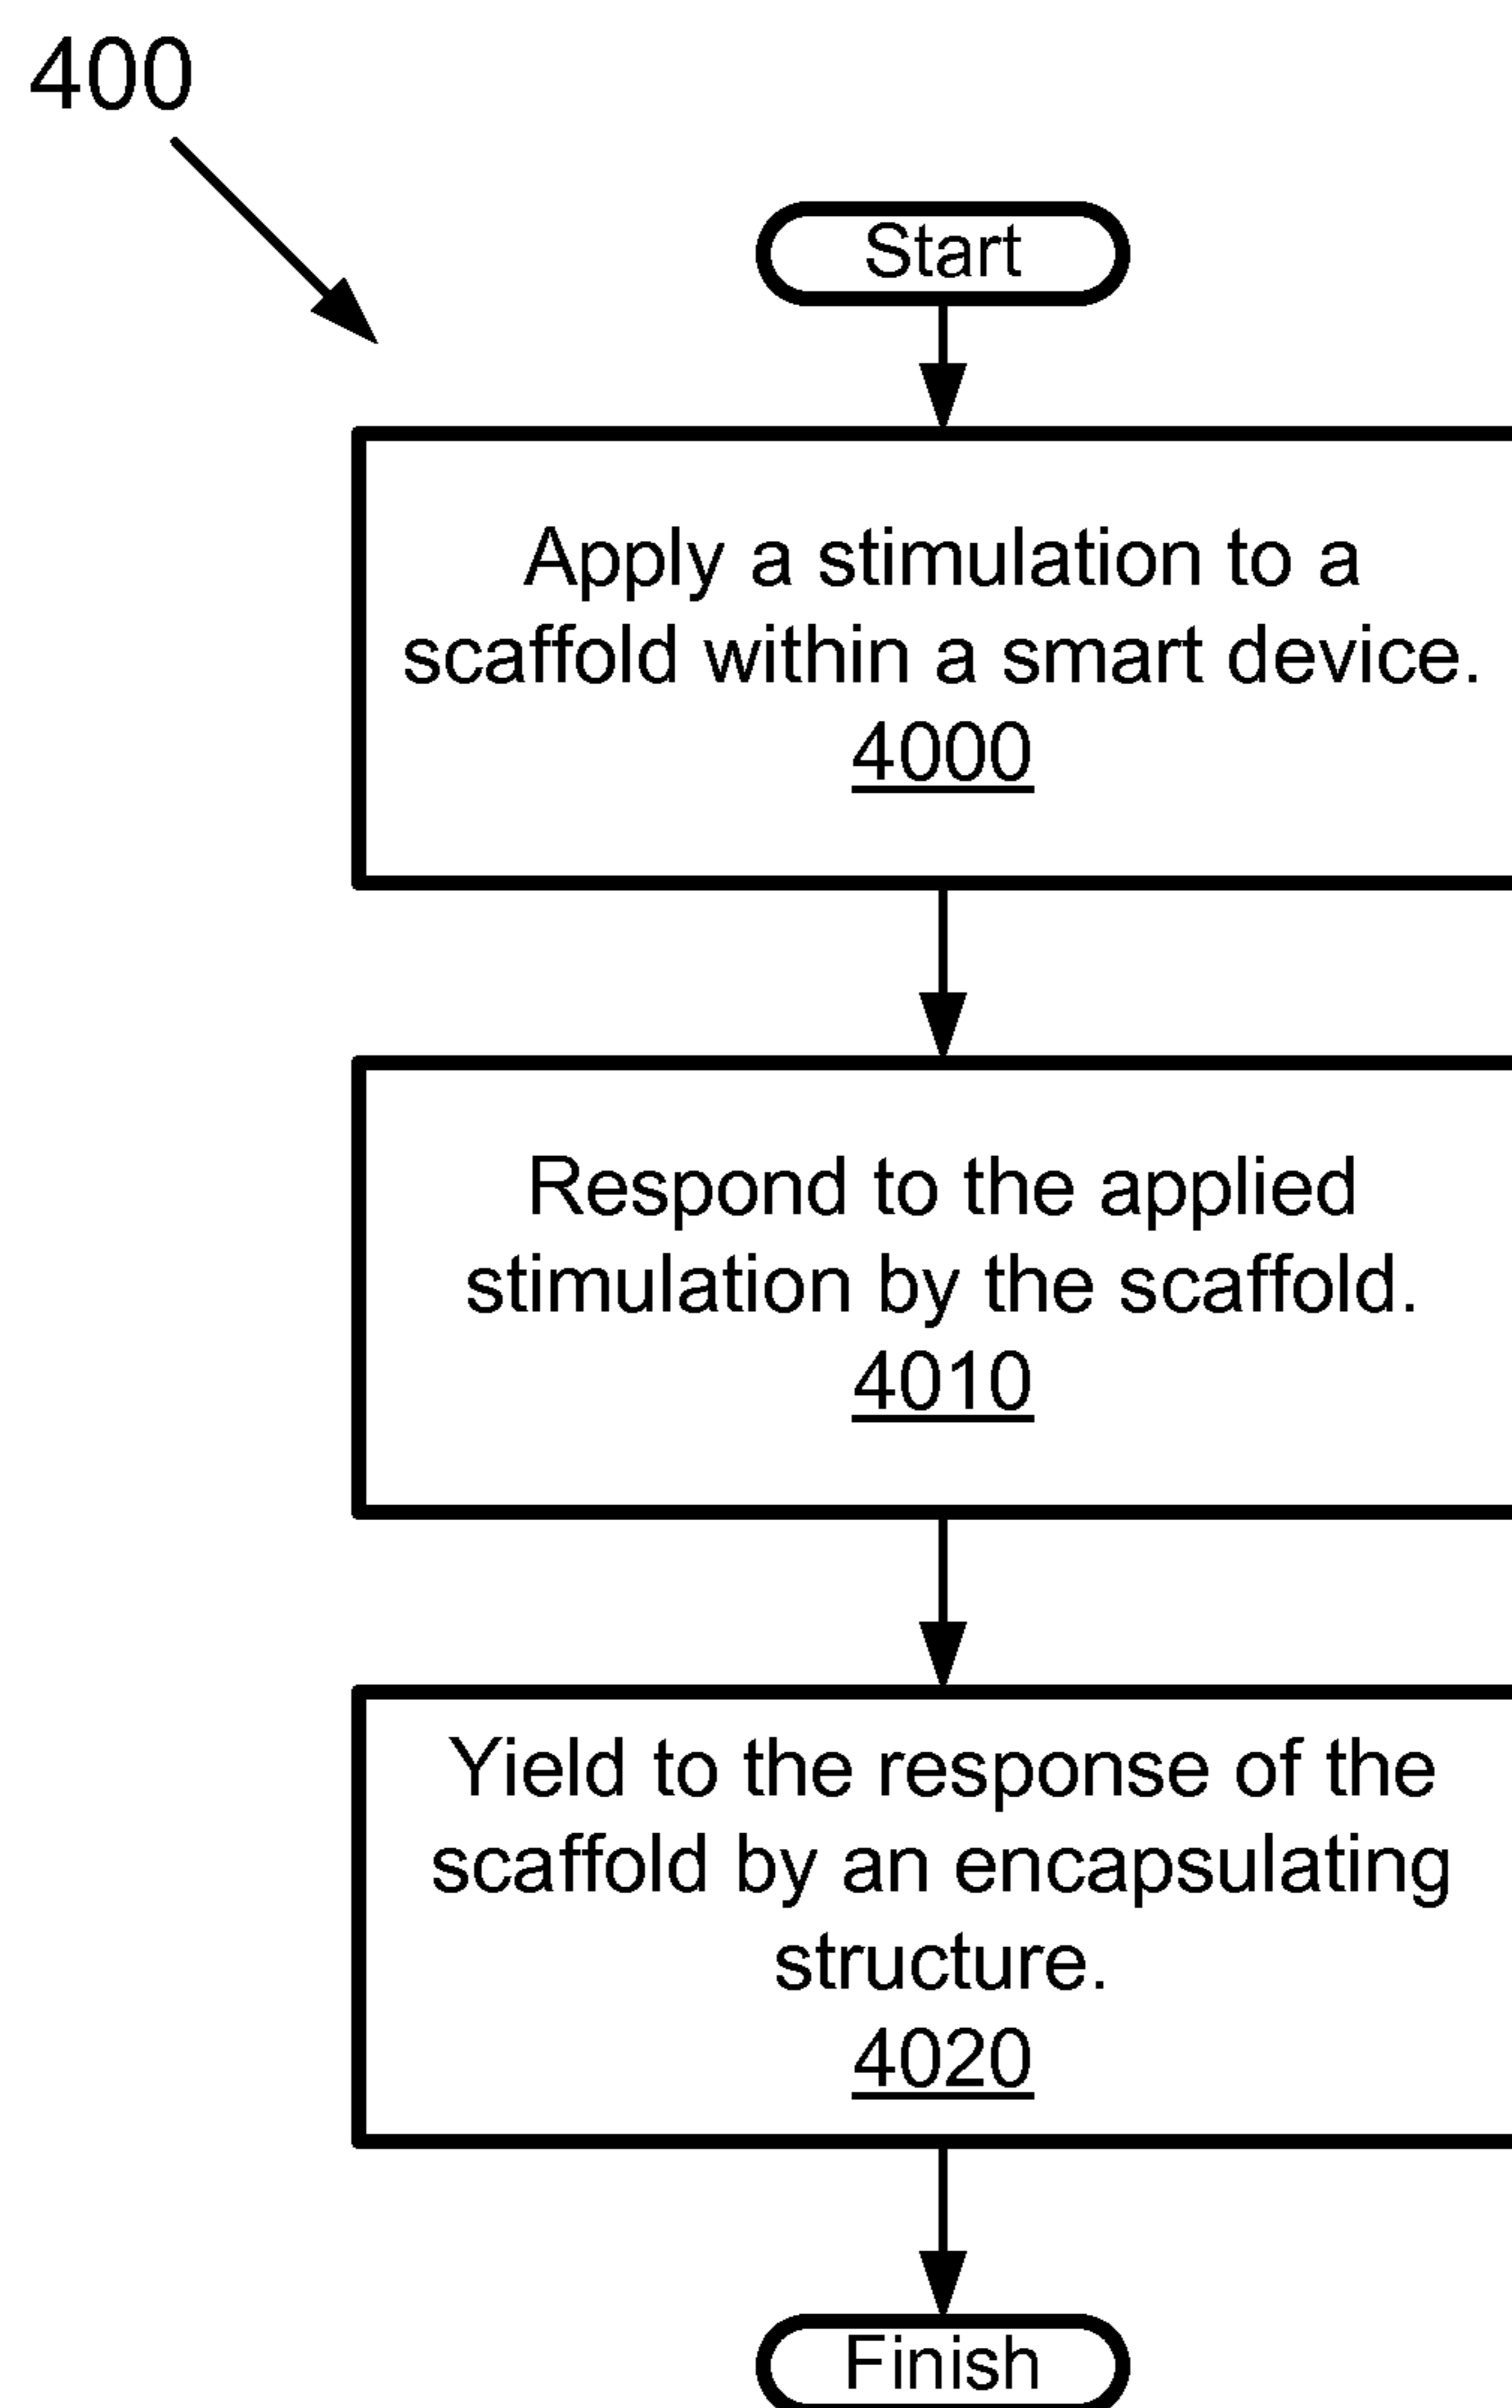 400
Start
Apply a stimulation to a
scaffold within a smart device.
4000
Respond to the applied
stimulation by the scaffold.
4010
Yield to the response of the
scaffold by an encapsulating
structure.
4020
Finish